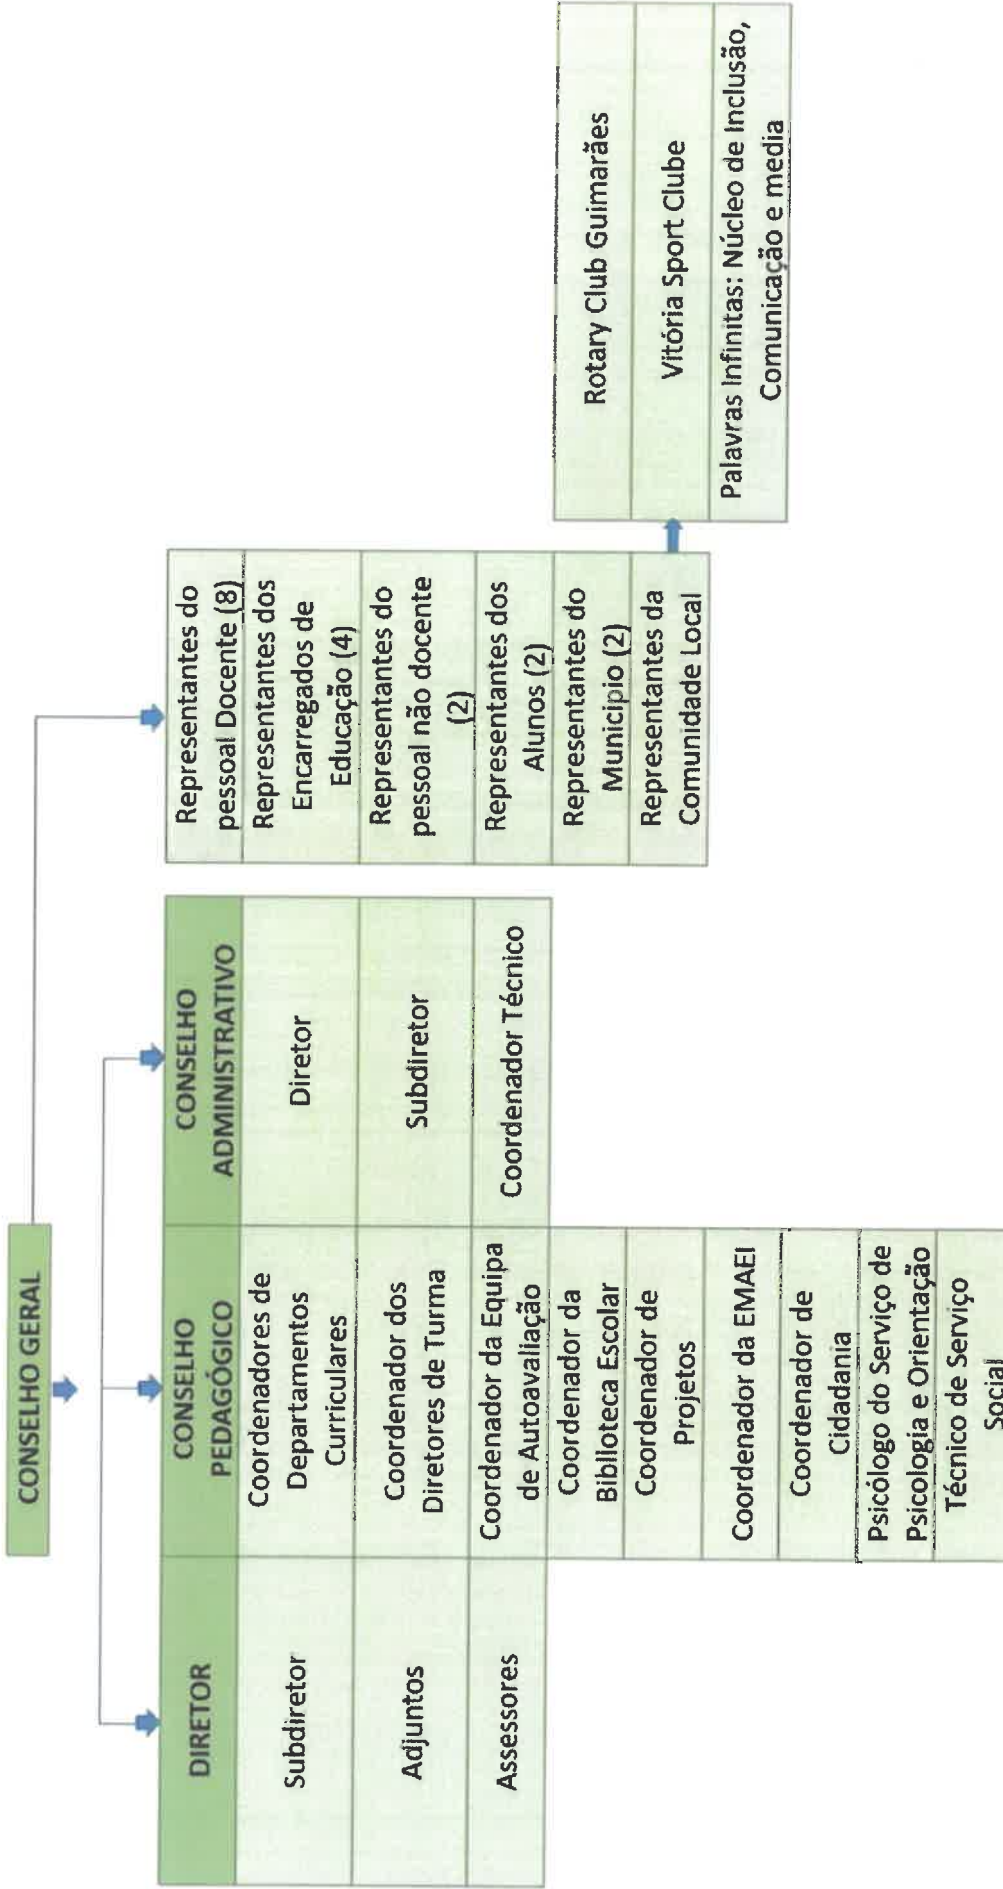 CONSELHO GERAL
DIRETOR
Subdiretor
Adjuntos
Assessores
CONSELHO
PEDAGÓGICO
Coordenadores de
Departamentos
Curriculares
Coordenador dos
Diretores de Turma
Coordenador da Equipa
de Autoavaliação
Coordenador da
Biblioteca Escolar
Coordenador de
Projetos
Coordenador da EMAEI
Coordenador de
Cidadania
Psicólogo do Serviço de
Psicologia e Orientação
Técnico de Serviço
Social
CONSELHO
ADMINISTRATIVO
Diretor
Subdiretor
Coordenador Técnico
Representantes do
pessoal Docente (8)
Representantes dos
Encarregados de
Educação (4)
Representantes do
pessoal não docente
(2)
Representantes dos
Alunos (2)
Representantes do
Municipio (2)
Representantes da
Comunidade Local
Rotary Club Guimarães
Vitória Sport Clube
Palavras Infinitas: Núcleo de Inclusão,
Comunicação e media